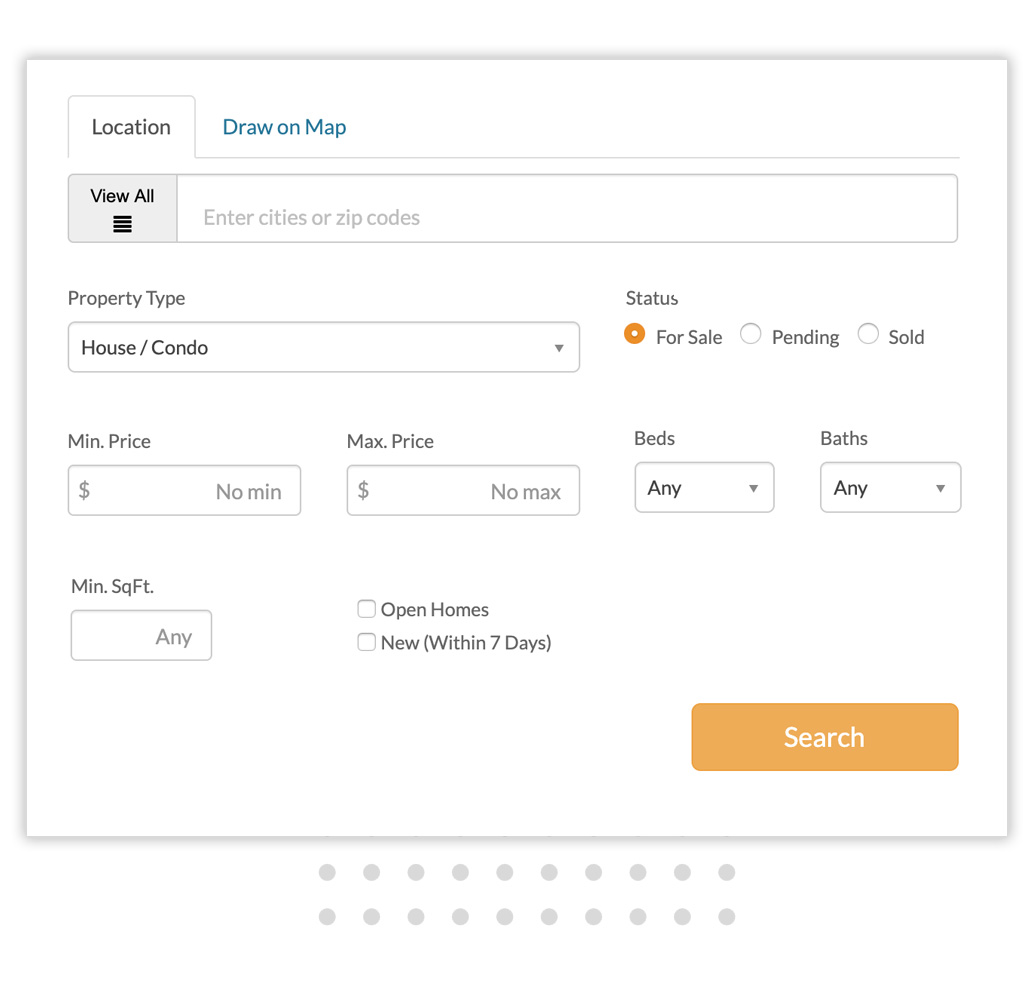 Location Draw on Map
View All
Enter cities or zip codes
Property Type Status
House / Condo For Sale Pending Sold
Min. Price Max. Price Beds Baths
$ No min $ No max Any Any
Min. SqFt.
Any
Open Homes
New (Within 7 Days)
Search